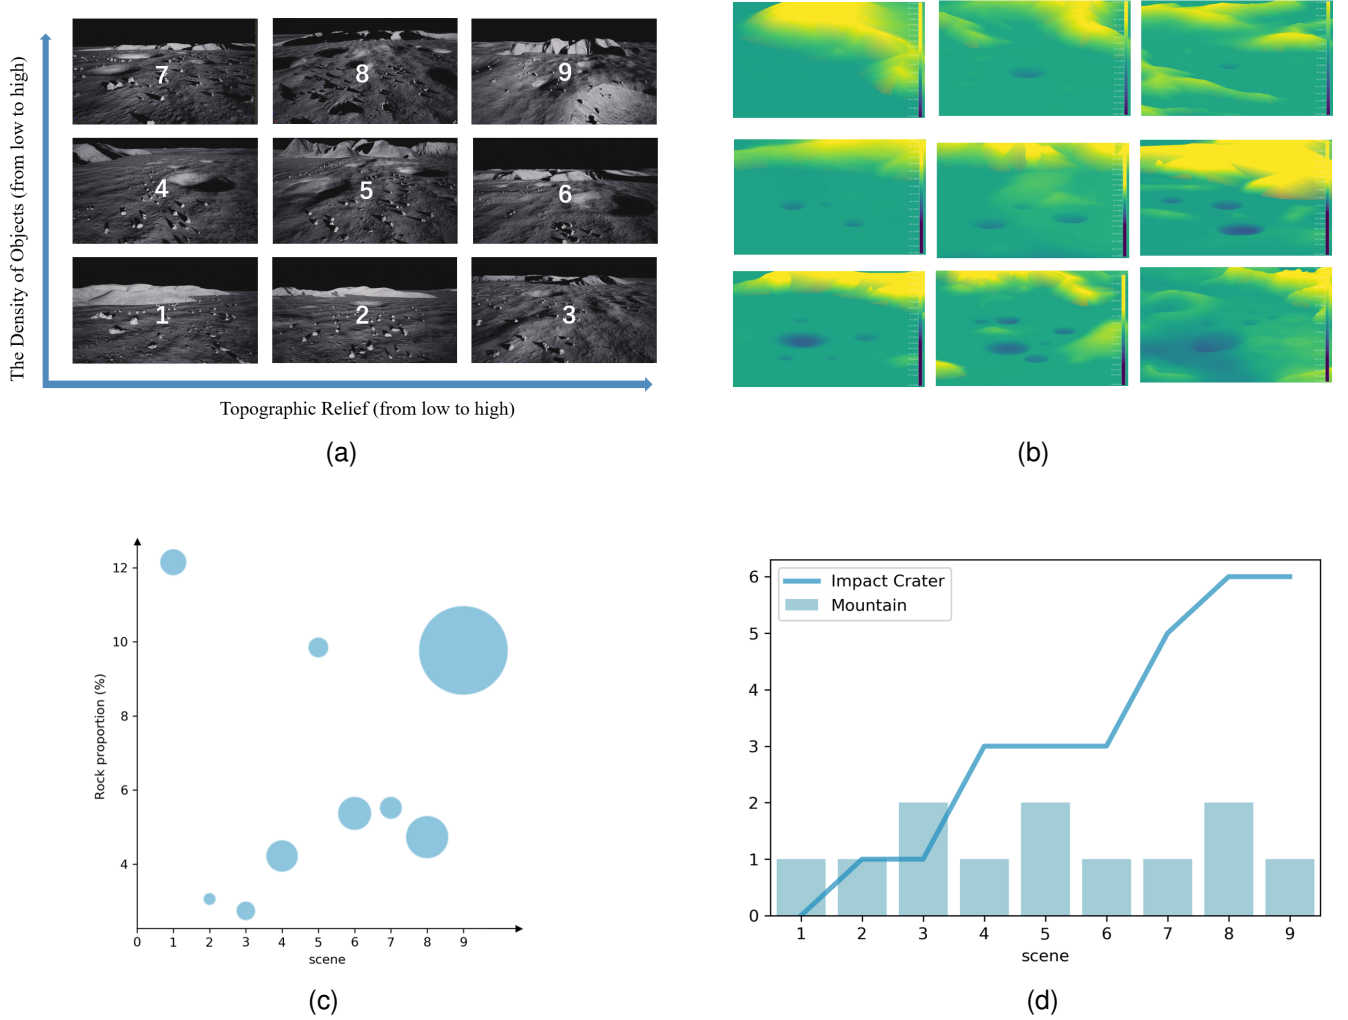 The Density of Objects (from low to high)
7
8
9
4
5
6
1
2
3
Topographic Relief (from low to high)
(a)
(b)
Rock proportion (%)
12
10
8
6
4
0 1 2 3 4 5 6 7 8 9
scene
(c)
Impact Crater
Mountain
6
5
4
3
2
1
0
1 2 3 4 5 6 7 8 9
scene
(d)